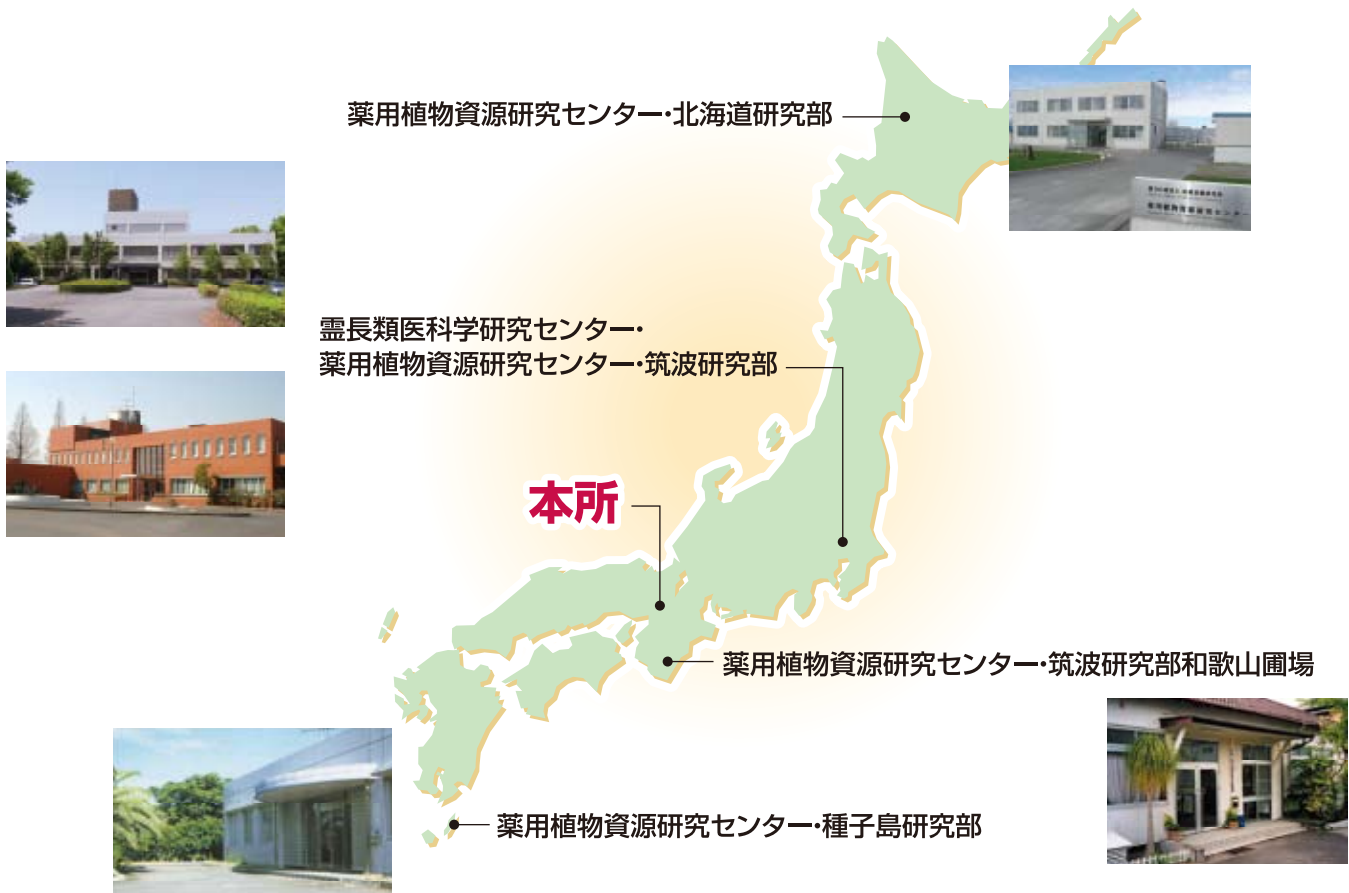 薬用植物資源研究センター・北海道研究部
霊長類医科学研究センター・
薬用植物資源研究センター・筑波研究部
本所
薬用植物資源研究センター・筑波研究部和歌山圃場
薬用植物資源研究センター・種子島研究部